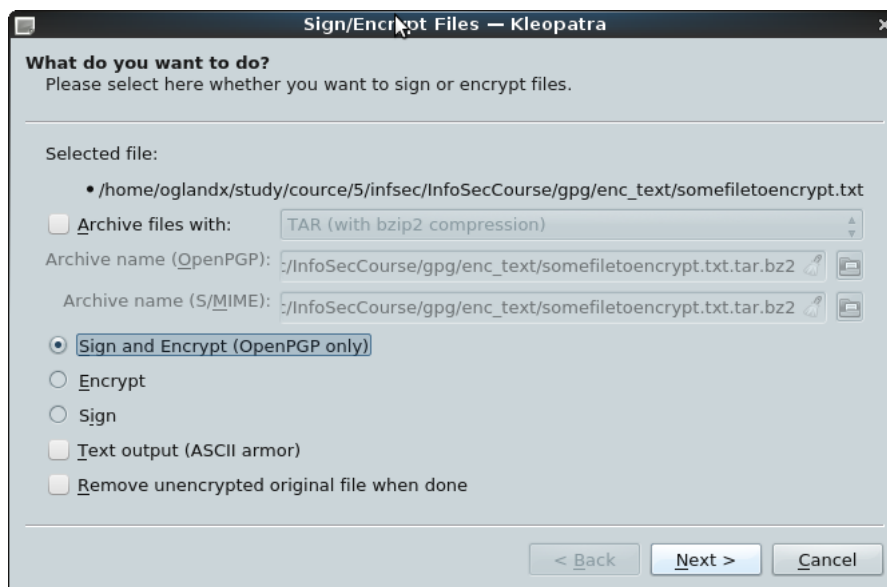 Sign/Encrypt Files — Kleopatra
What do you want to do?
Please select here whether you want to sign or encrypt files.
Selected file:
• /home/oglandx/study/cource/5/infsec/InfoSecCourse/gpg/enc_text/somefiletoencrypt.txt
Archive files with: TAR (with bzip2 compression)
Archive name (OpenPGP): :/InfoSecCourse/gpg/enc_text/somefiletoencrypt.txt.tar.bz2
Archive name (S/MIME): :/InfoSecCourse/gpg/enc_text/somefiletoencrypt.txt.tar.bz2
Sign and Encrypt (OpenPGP only)
Encrypt
Sign
Text output (ASCII armor)
Remove unencrypted original file when done
< Back Next > Cancel